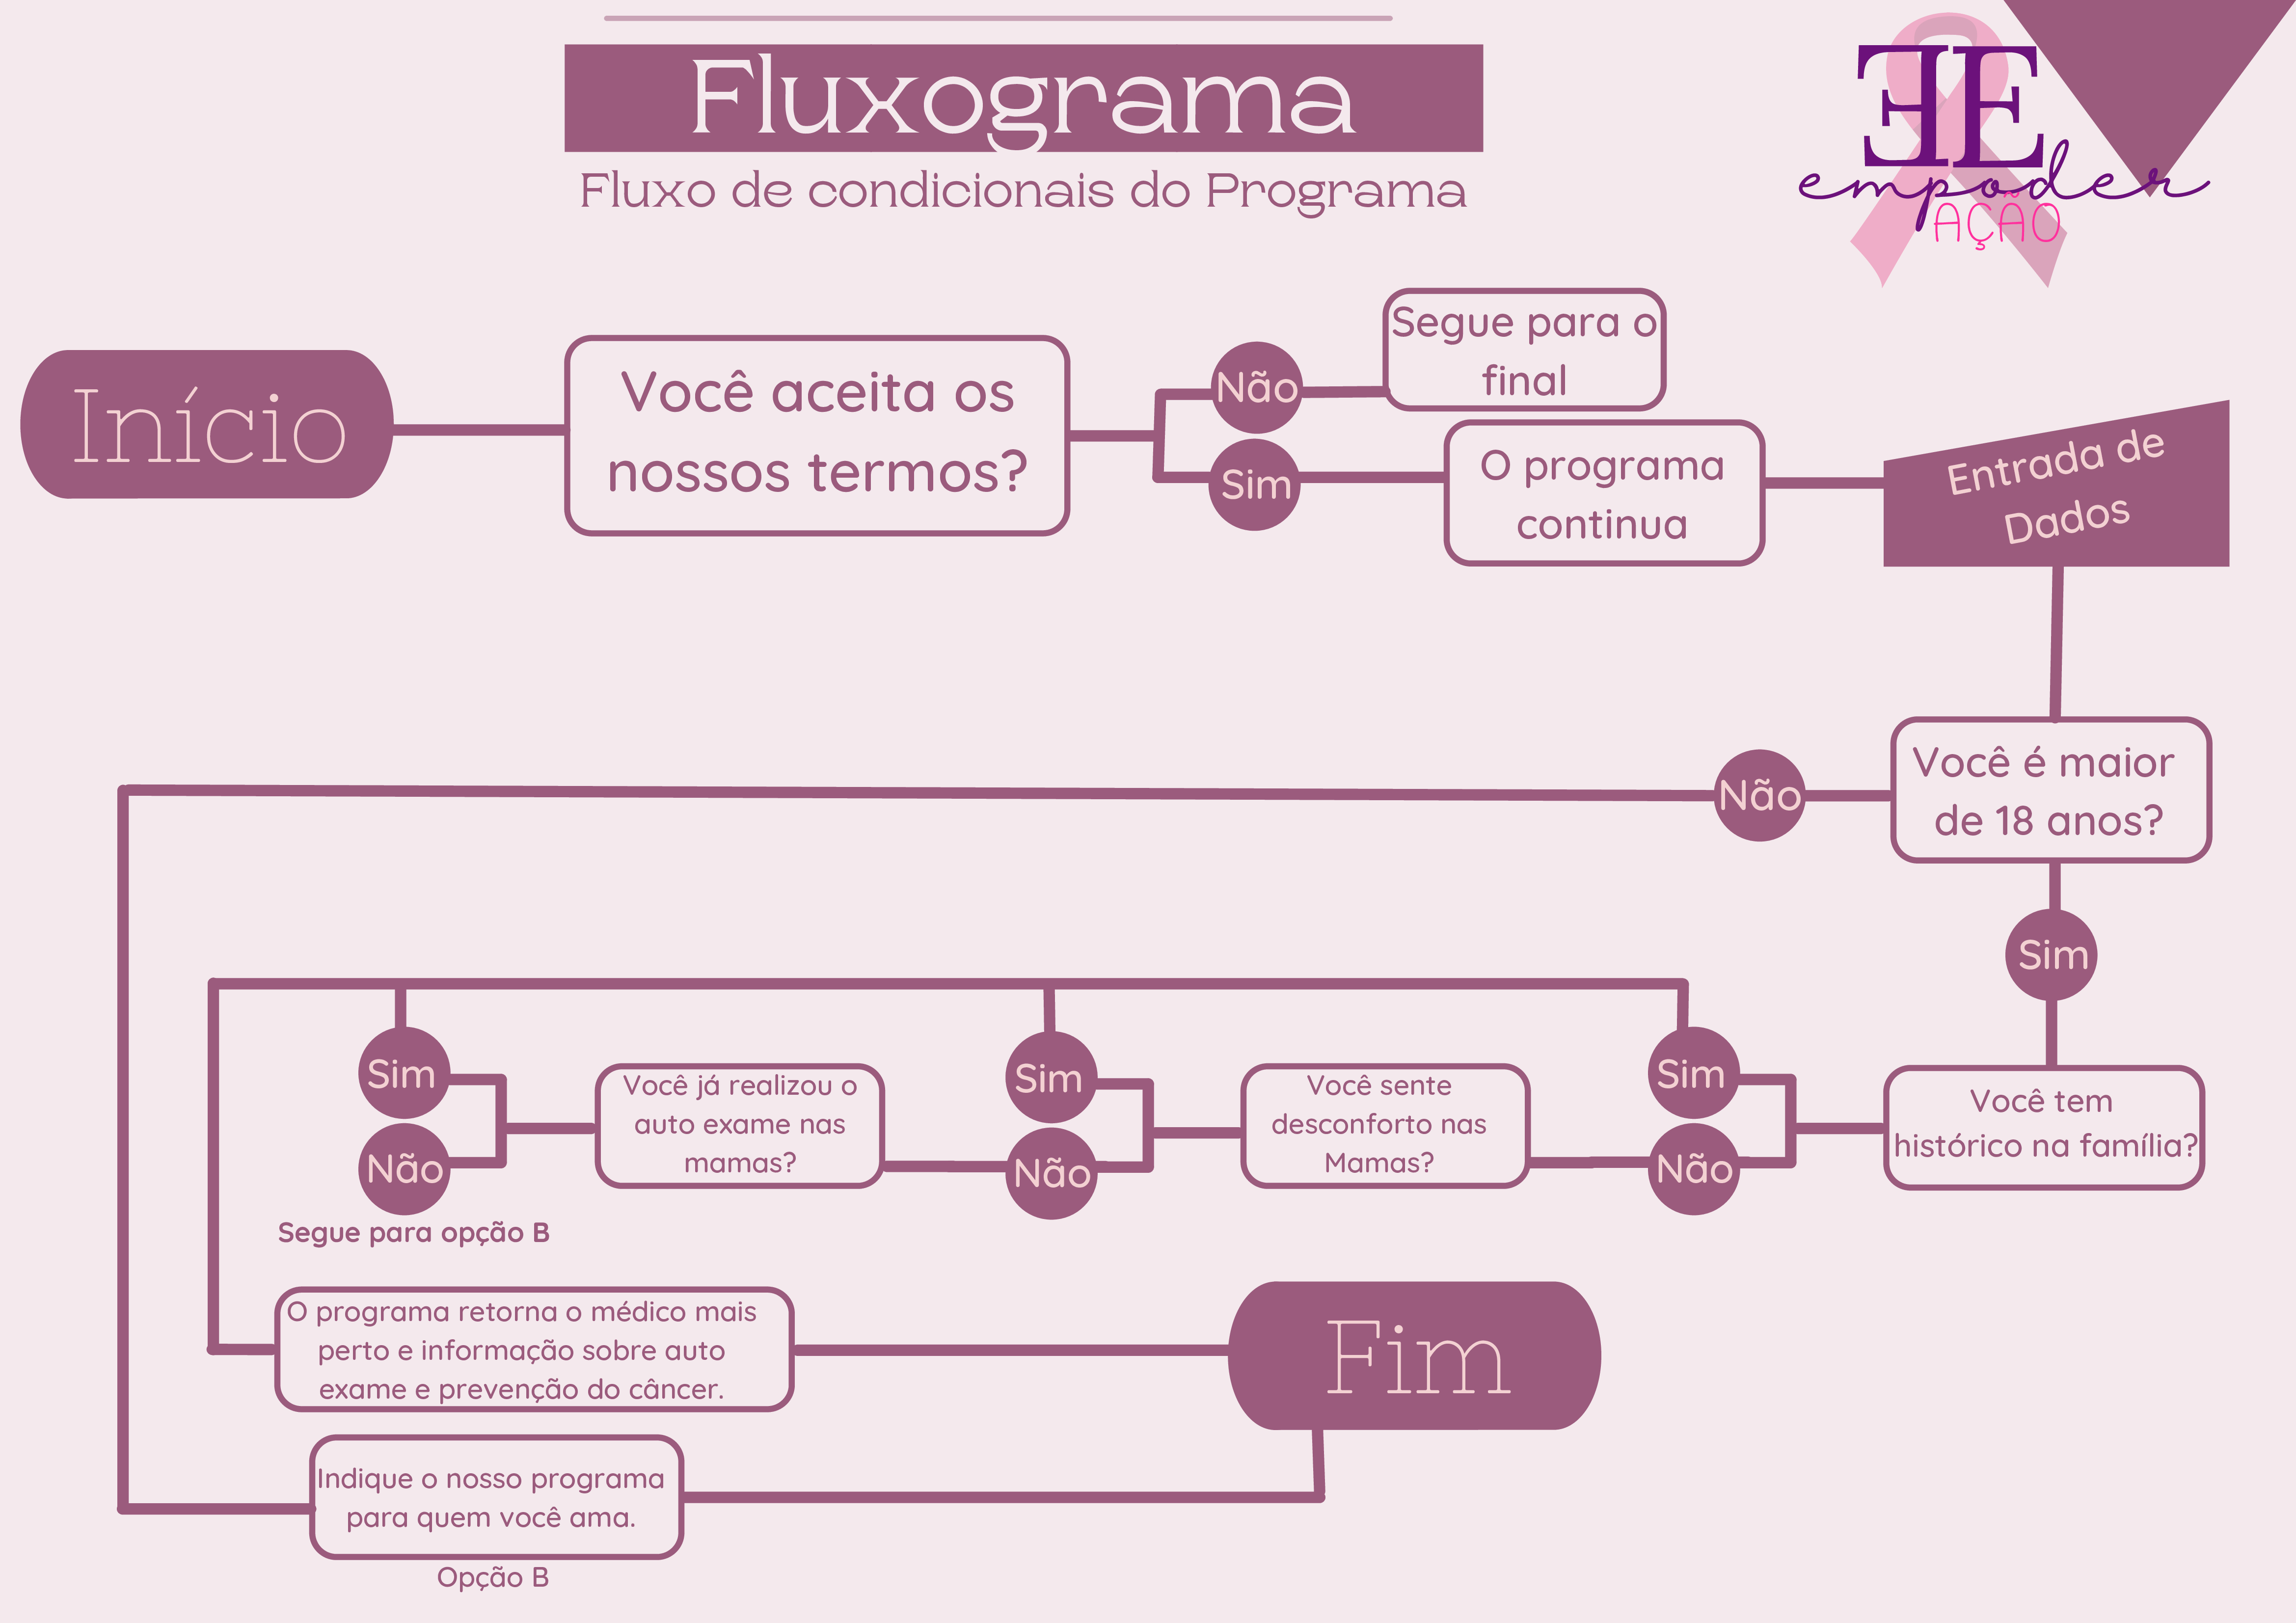 Fluxograma
Fluxo de condicionais do Programa
EE
empoder
AÇÃO
Início
Você aceita os
nossos termos?
Não
Segue para o
final
Sim
O programa
continua
Entrada de
Dados
Você é maior
de 18 anos?
Não
Sim
Você tem
histórico na família?
Sim
Não
Você sente
desconforto nas
Mamas?
Sim
Não
Você já realizou o
auto exame nas
mamas?
Sim
Não
Segue para opção B
O programa retorna o médico mais
perto e informação sobre auto
exame e prevenção do câncer.
Fim
Indique o nosso programa
para quem você ama.
Opção B